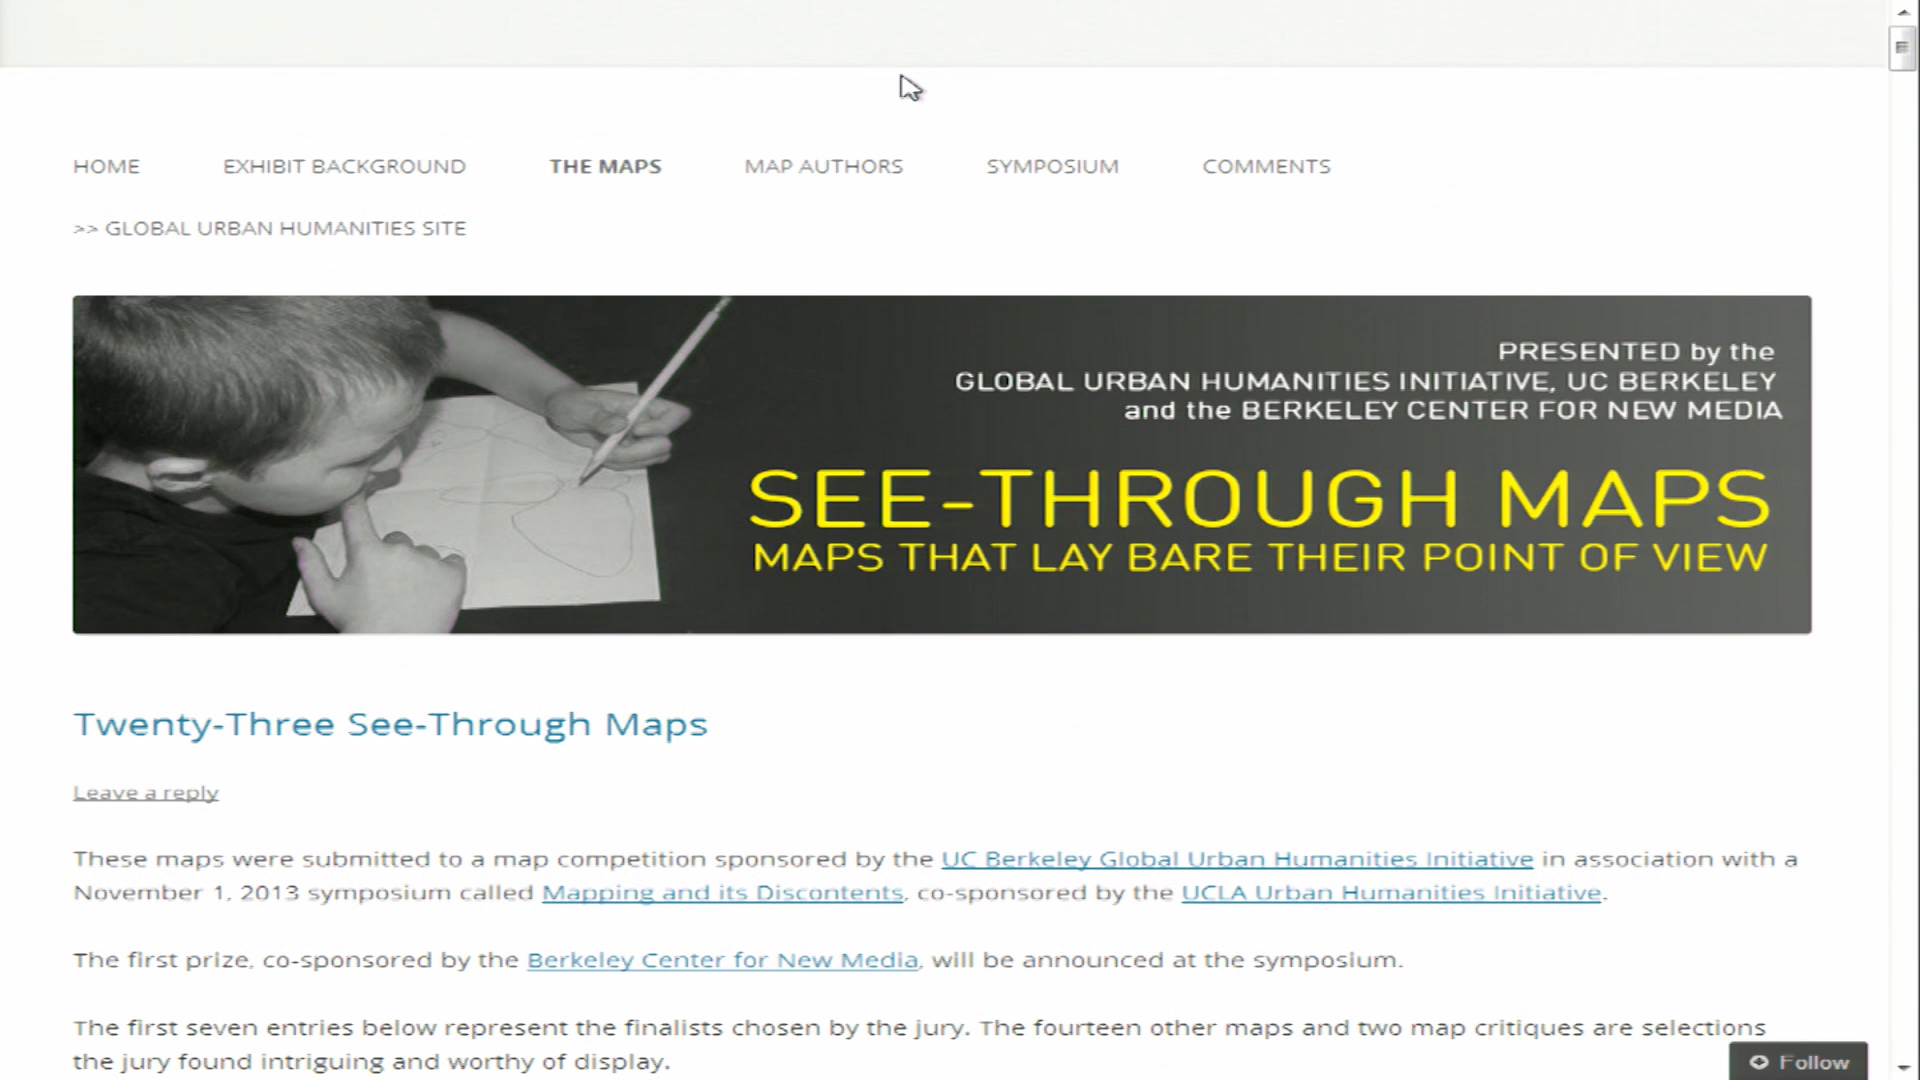 HOME EXHIBIT BACKGROUND THE MAPS MAP AUTHORS SYMPOSIUM COMMENTS
>> GLOBAL URBAN HUMANITIES SITE
PRESENTED by the
GLOBAL URBAN HUMANITIES INITIATIVE, UC BERKELEY
and the BERKELEY CENTER FOR NEW MEDIA
SEE-THROUGH MAPS
MAPS THAT LAY BARE THEIR POINT OF VIEW
Twenty-Three See-Through Maps
Leave a reply
These maps were submitted to a map competition sponsored by the UC Berkeley Global Urban Humanities Initiative in association with a
November 1, 2013 symposium called Mapping and its Discontents, co-sponsored by the UCLA Urban Humanities Initiative.
The first prize, co-sponsored by the Berkeley Center for New Media, will be announced at the symposium.
The first seven entries below represent the finalists chosen by the jury. The fourteen other maps and two map critiques are selections
the jury found intriguing and worthy of display.
Follow